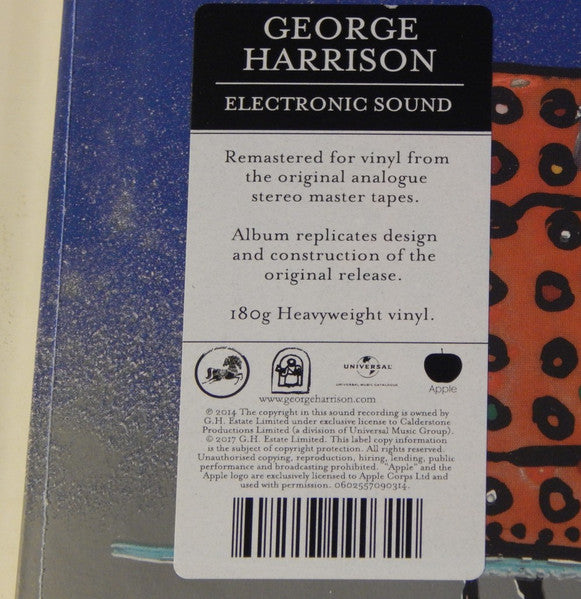 GEORGE
HARRISON
ELECTRONIC SOUND
Remastered for vinyl from
the original analogue
stereo master tapes.
Album replicates design
and construction of the
original release.
180g Heavyweight vinyl.
UNIVERSAL
UNIVERSAL MUSIC CATALOGUE
Apple
www.georgeharrison.com
℗ 2014 The copyright in this sound recording is owned by
G.H. Estate Limited under exclusive license to Calderstone
Productions Limited (a division of Universal Music Group).
© 2017 G.H. Estate Limited. This label copy information
is the subject of copyright protection. All rights reserved.
Unauthorised copying, reproduction, hiring, lending, public
performance and broadcasting prohibited. "Apple" and the
Apple logo are exclusively licensed to Apple Corps Ltd and
used with permission. 0602557090314.